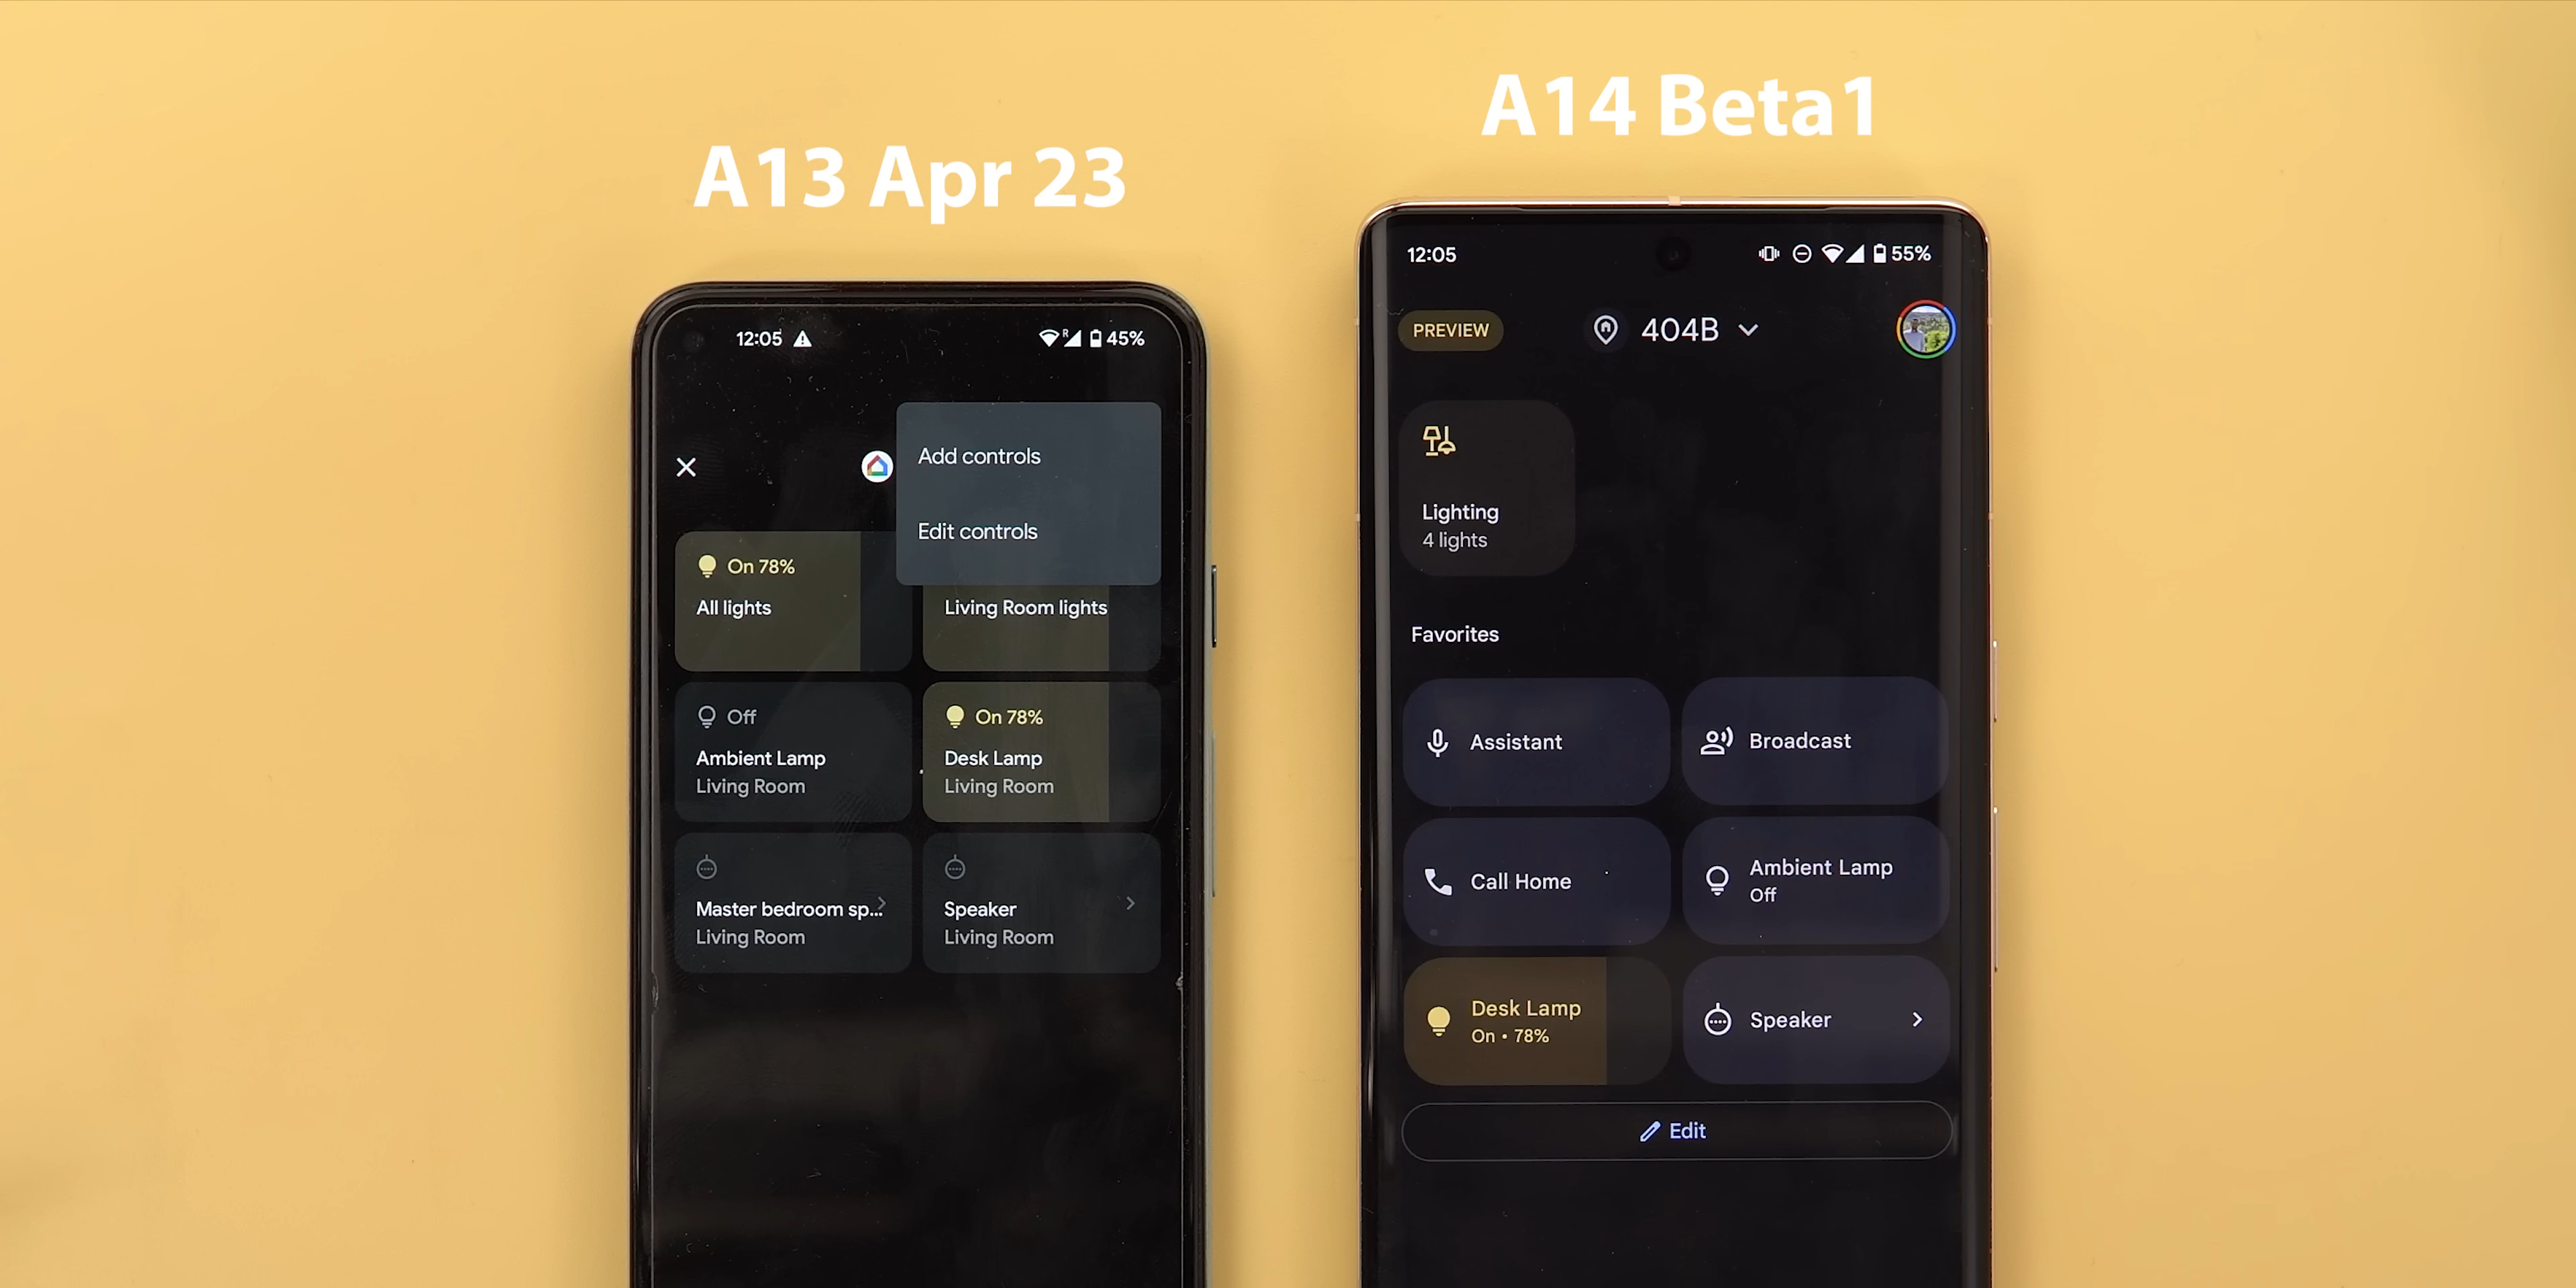 A13 Apr 23
12:05
R
45%
Add controls
Edit controls
On 78%
All lights
Living Room lights
Off
Ambient Lamp
Living Room
On 78%
Desk Lamp
Living Room
Master bedroom sp...
Living Room
Speaker
Living Room
A14 Beta1
12:05
55%
PREVIEW
404B
Lighting
4 lights
Favorites
Assistant
Broadcast
Call Home
Ambient Lamp
Off
Desk Lamp
On • 78%
Speaker
Edit